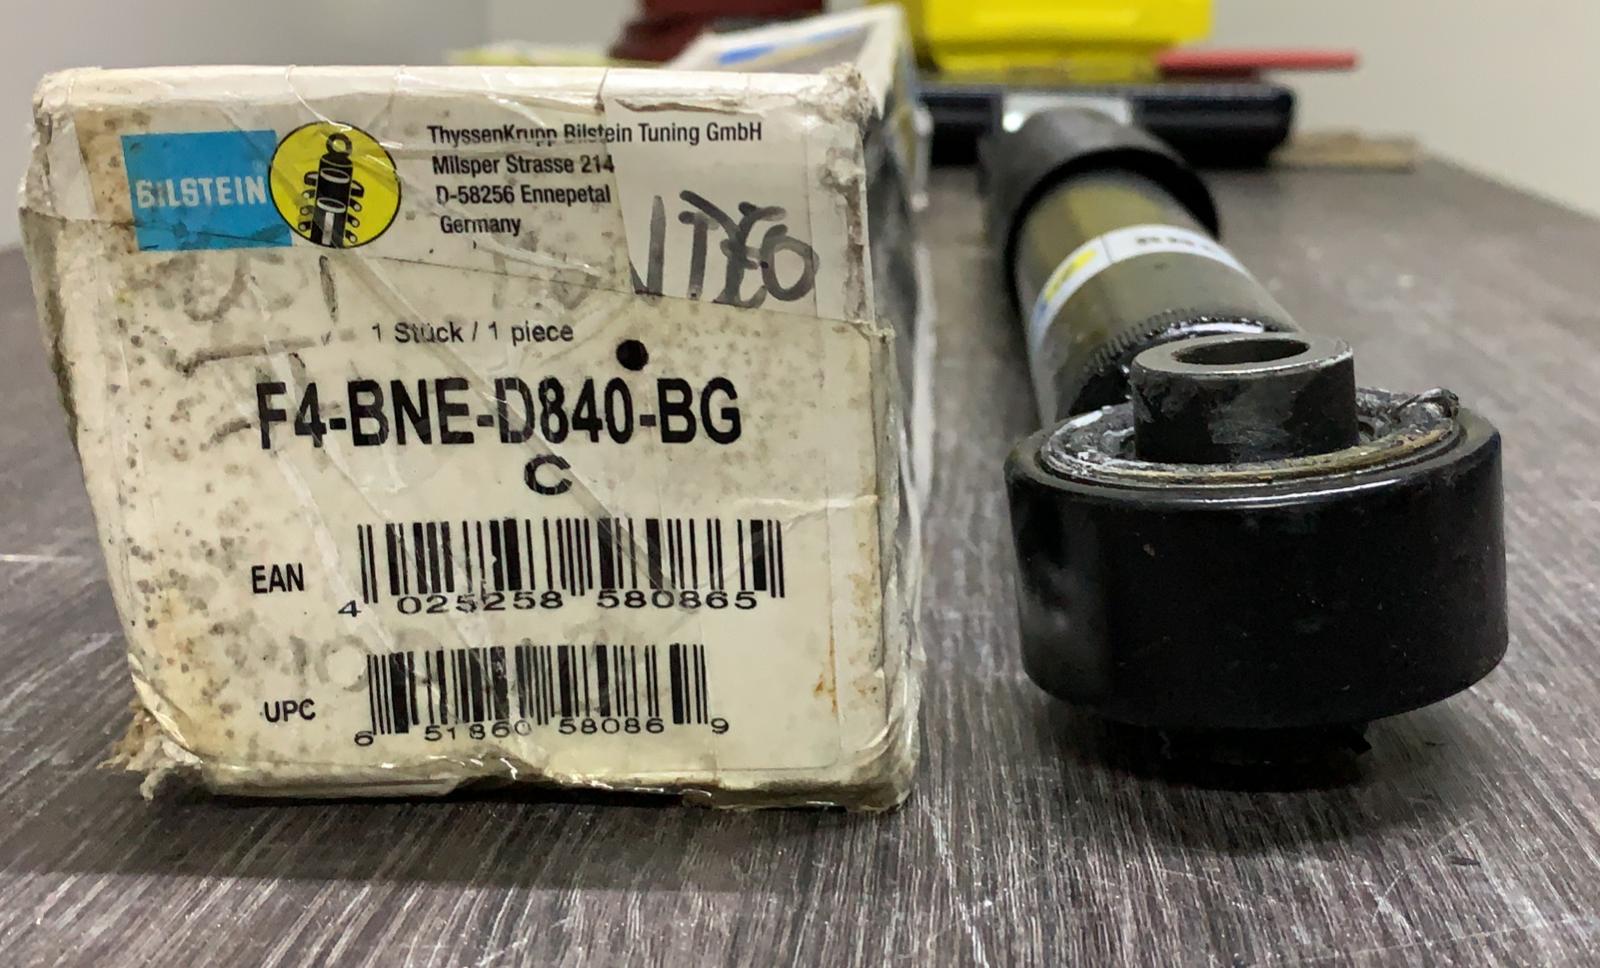 BILSTEIN
ThyssenKrupp Bilstein Tuning GmbH
Milsper Strasse 214
D-58256 Ennepetal
Germany
1 Stück / 1 piece
F4-BNE-D840-BG
C
EAN
4 025258 580865
UPC
6 51860 58086 9